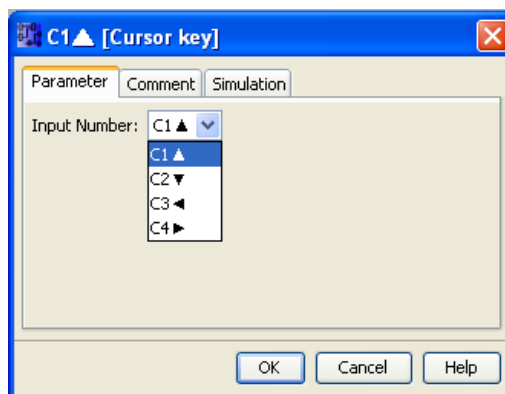 C1▲ [Cursor key]
Parameter Comment Simulation
Input Number: C1▲
C1▲
C2▼
C3◄
C4►
OK Cancel Help